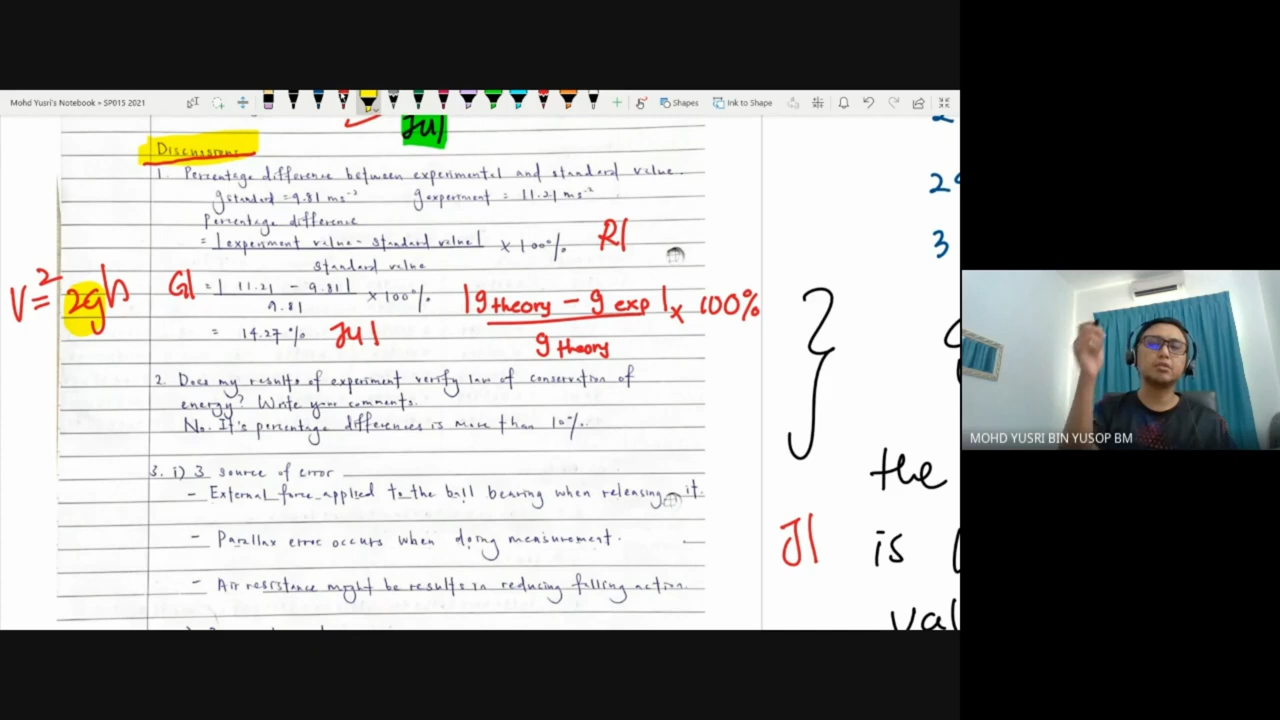 Mohd Yusri's Notebook » SP015 2021
Shapes
Ink to Shape
JU1
Discussions
1. Percentage difference between experimental and standard value.
g standard = 9.81 ms⁻² g experiment = 11.21 ms⁻²
Percentage difference
= |experiment value - standard value| × 100%
standard value
R1
G1 = | 11.21 - 9.81 | × 100%
9.81
= 14.27 % JU1
V² = 2gh
|g theory - g exp| × 100%
g theory
2. Does my results of experiment verify law of conservation of
energy? Write your comments.
No. It's percentage differences is more than 10%.
3. i) 3 source of error
- External force applied to the ball bearing when releasing it.
- Parallax error occurs when doing measurement.
- Air resistance might be results in reducing falling action.
3
the
J1 is
val
MOHD YUSRI BIN YUSOP BM